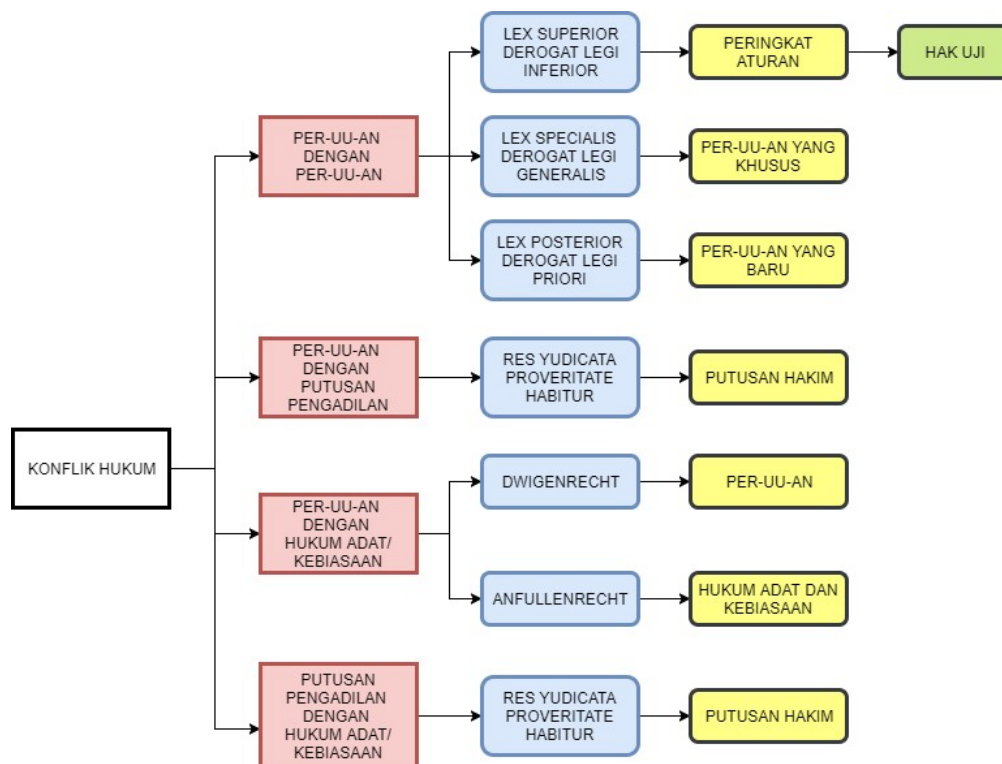 KONFLIK HUKUM
PER-UU-AN
DENGAN
PER-UU-AN
LEX SUPERIOR
DEROGAT LEGI
INFERIOR
PERINGKAT
ATURAN
HAK UJI
LEX SPECIALIS
DEROGAT LEGI
GENERALIS
PER-UU-AN YANG
KHUSUS
LEX POSTERIOR
DEROGAT LEGI
PRIORI
PER-UU-AN YANG
BARU
PER-UU-AN
DENGAN
PUTUSAN
PENGADILAN
RES YUDICATA
PROVERITATE
HABITUR
PUTUSAN HAKIM
PER-UU-AN
DENGAN
HUKUM ADAT/
KEBIASAAN
DWIGENRECHT
PER-UU-AN
ANFULLENRECHT
HUKUM ADAT DAN
KEBIASAAN
PUTUSAN
PENGADILAN
DENGAN
HUKUM ADAT/
KEBIASAAN
RES YUDICATA
PROVERITATE
HABITUR
PUTUSAN HAKIM